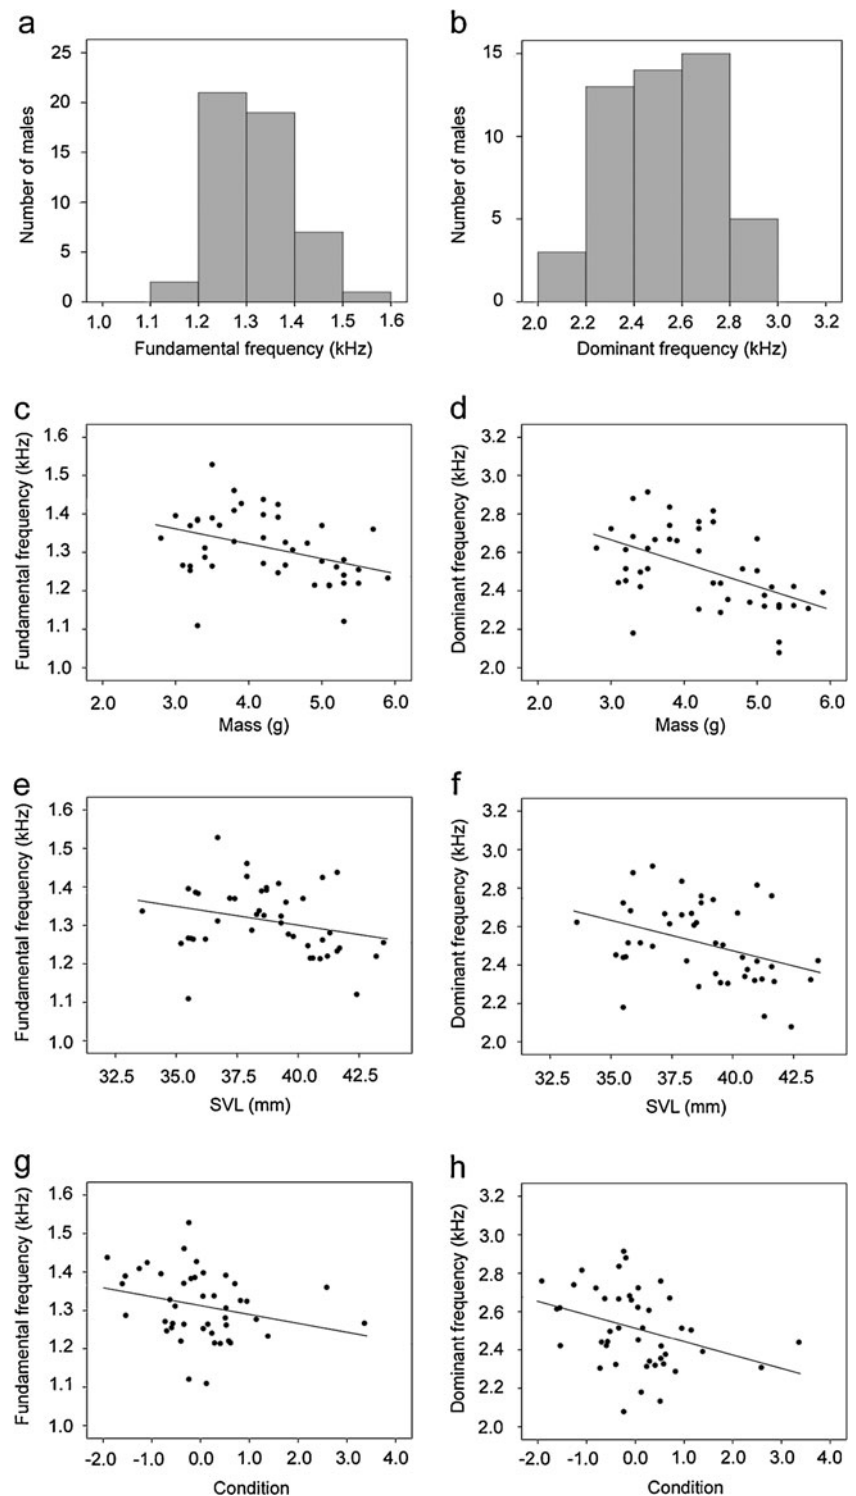 a
b
25
20
15
10
5
0
Number of males
1.0 1.1 1.2 1.3 1.4 1.5 1.6
Fundamental frequency (kHz)
15
10
5
0
Number of males
2.0 2.2 2.4 2.6 2.8 3.0 3.2
Dominant frequency (kHz)
c
d
1.6
1.5
1.4
1.3
1.2
1.1
1.0
Fundamental frequency (kHz)
2.0 3.0 4.0 5.0 6.0
Mass (g)
3.2
3.0
2.8
2.6
2.4
2.2
2.0
Dominant frequency (kHz)
2.0 3.0 4.0 5.0 6.0
Mass (g)
e
f
1.6
1.5
1.4
1.3
1.2
1.1
1.0
Fundamental frequency (kHz)
32.5 35.0 37.5 40.0 42.5
SVL (mm)
3.2
3.0
2.8
2.6
2.4
2.2
2.0
Dominant frequency (kHz)
32.5 35.0 37.5 40.0 42.5
SVL (mm)
g
h
1.6
1.5
1.4
1.3
1.2
1.1
1.0
Fundamental frequency (kHz)
-2.0 -1.0 0.0 1.0 2.0 3.0 4.0
Condition
3.2
3.0
2.8
2.6
2.4
2.2
2.0
Dominant frequency (kHz)
-2.0 -1.0 0.0 1.0 2.0 3.0 4.0
Condition